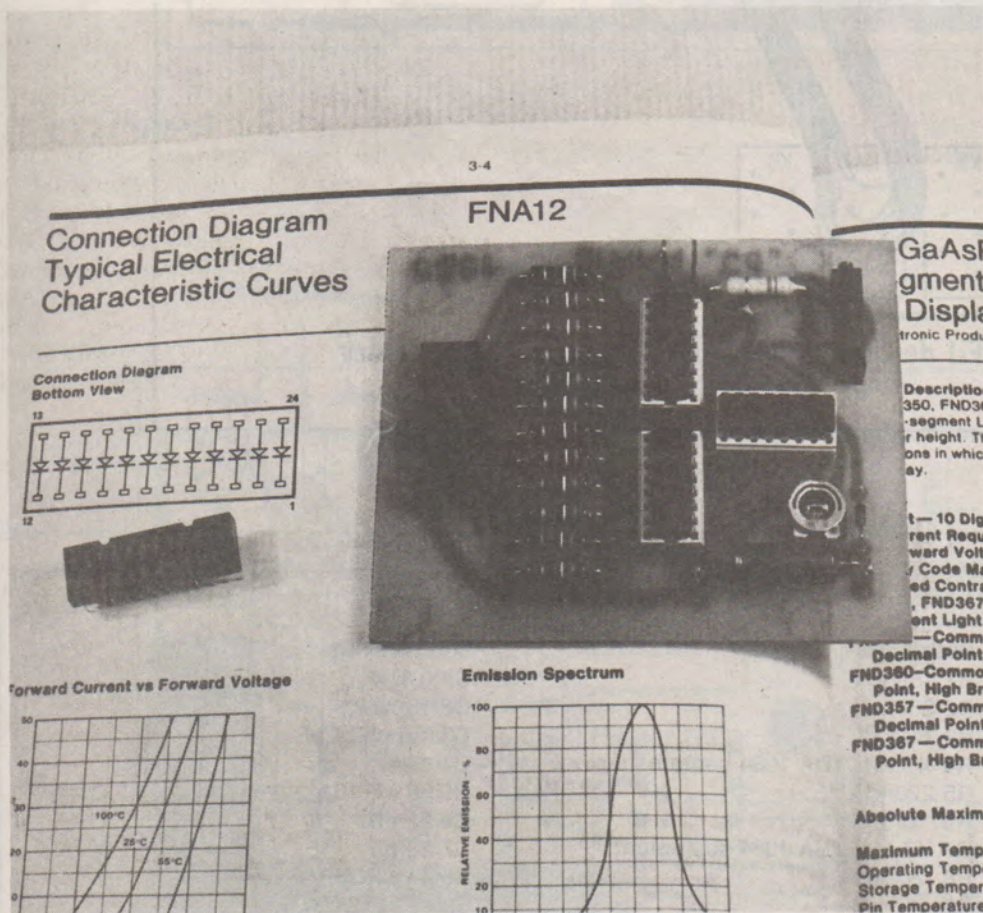 3-4
FNA12
Connection Diagram
Typical Electrical
Characteristic Curves
Connection Diagram
Bottom View
13
24
12
1
Forward Current vs Forward Voltage
50
40
30
20
100°C
25°C
55°C
Emission Spectrum
100
80
60
40
20
10
RELATIVE EMISSION – %
GaAsP
gment
Displa
tronic Produ
Descriptio
350, FND36
-segment L
r height. Th
ons in whic
ay.
t — 10 Dig
rent Requ
ward Volt
y Code Ma
ed Contra
, FND367
ent Light
— Comm
Decimal Point
FND360–Commo
Point, High Br
FND357 — Comm
Decimal Point
FND367 — Comm
Point, High Br
Absolute Maxim
Maximum Temp
Operating Tempe
Storage Temper
Pin Temperature